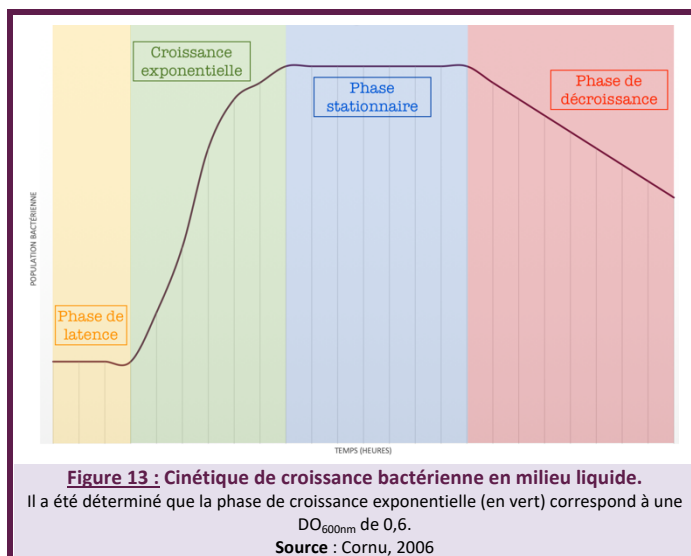 Croissance
exponentielle
Phase
stationnaire
Phase de
décroissance
POPULATION BACTÉRIENNE
Phase de
latence
TEMPS (HEURES)
Figure 13 : Cinétique de croissance bactérienne en milieu liquide.
Il a été déterminé que la phase de croissance exponentielle (en vert) correspond à une
DO600nm de 0,6.
Source : Cornu, 2006